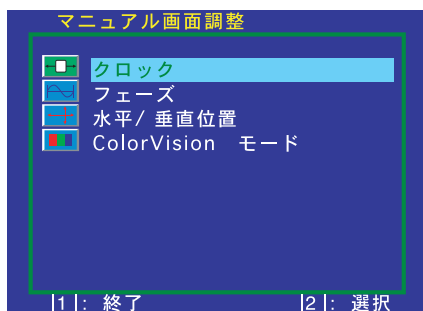 マニュアル画面調整
クロック
フェーズ
水平/ 垂直位置
ColorVision モード
|1|: 終了 |2|: 選択